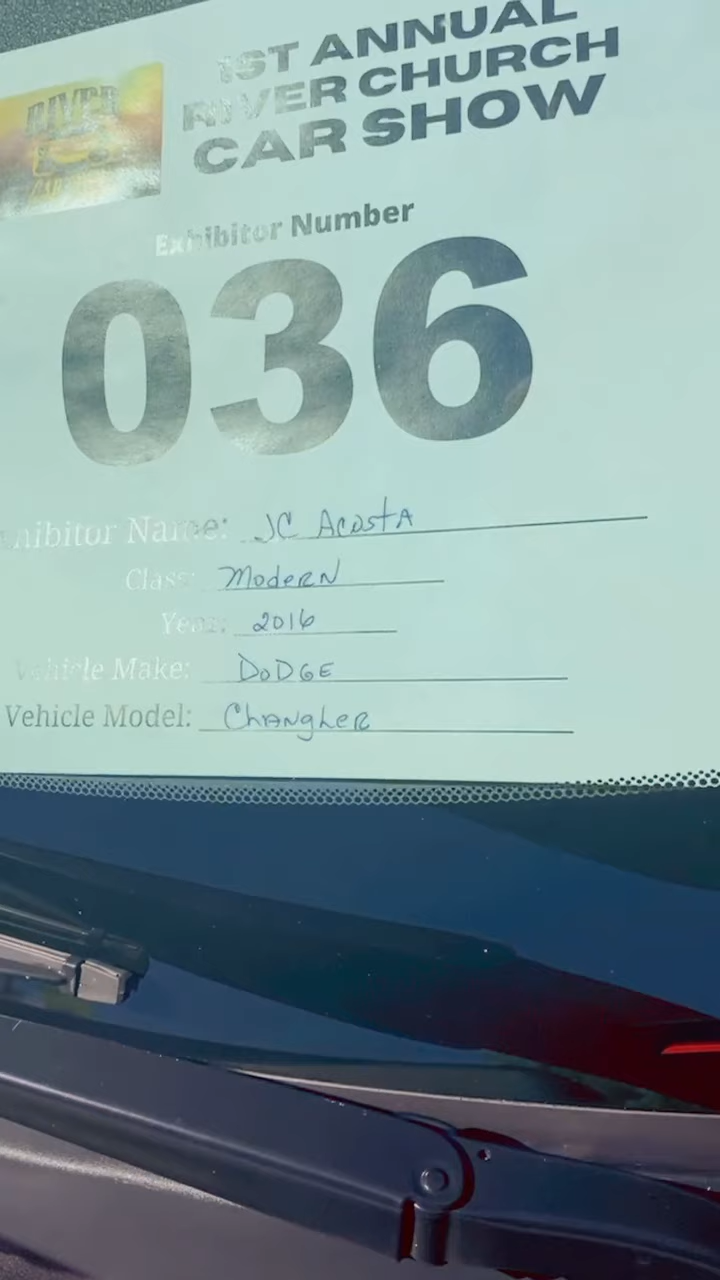 1ST ANNUAL
RIVER CHURCH
CAR SHOW
RIVER
Exhibitor Number
036
Exhibitor Name: JC Acosta
Class: Modern
Year: 2016
Vehicle Make: DODGE
Vehicle Model: Changler